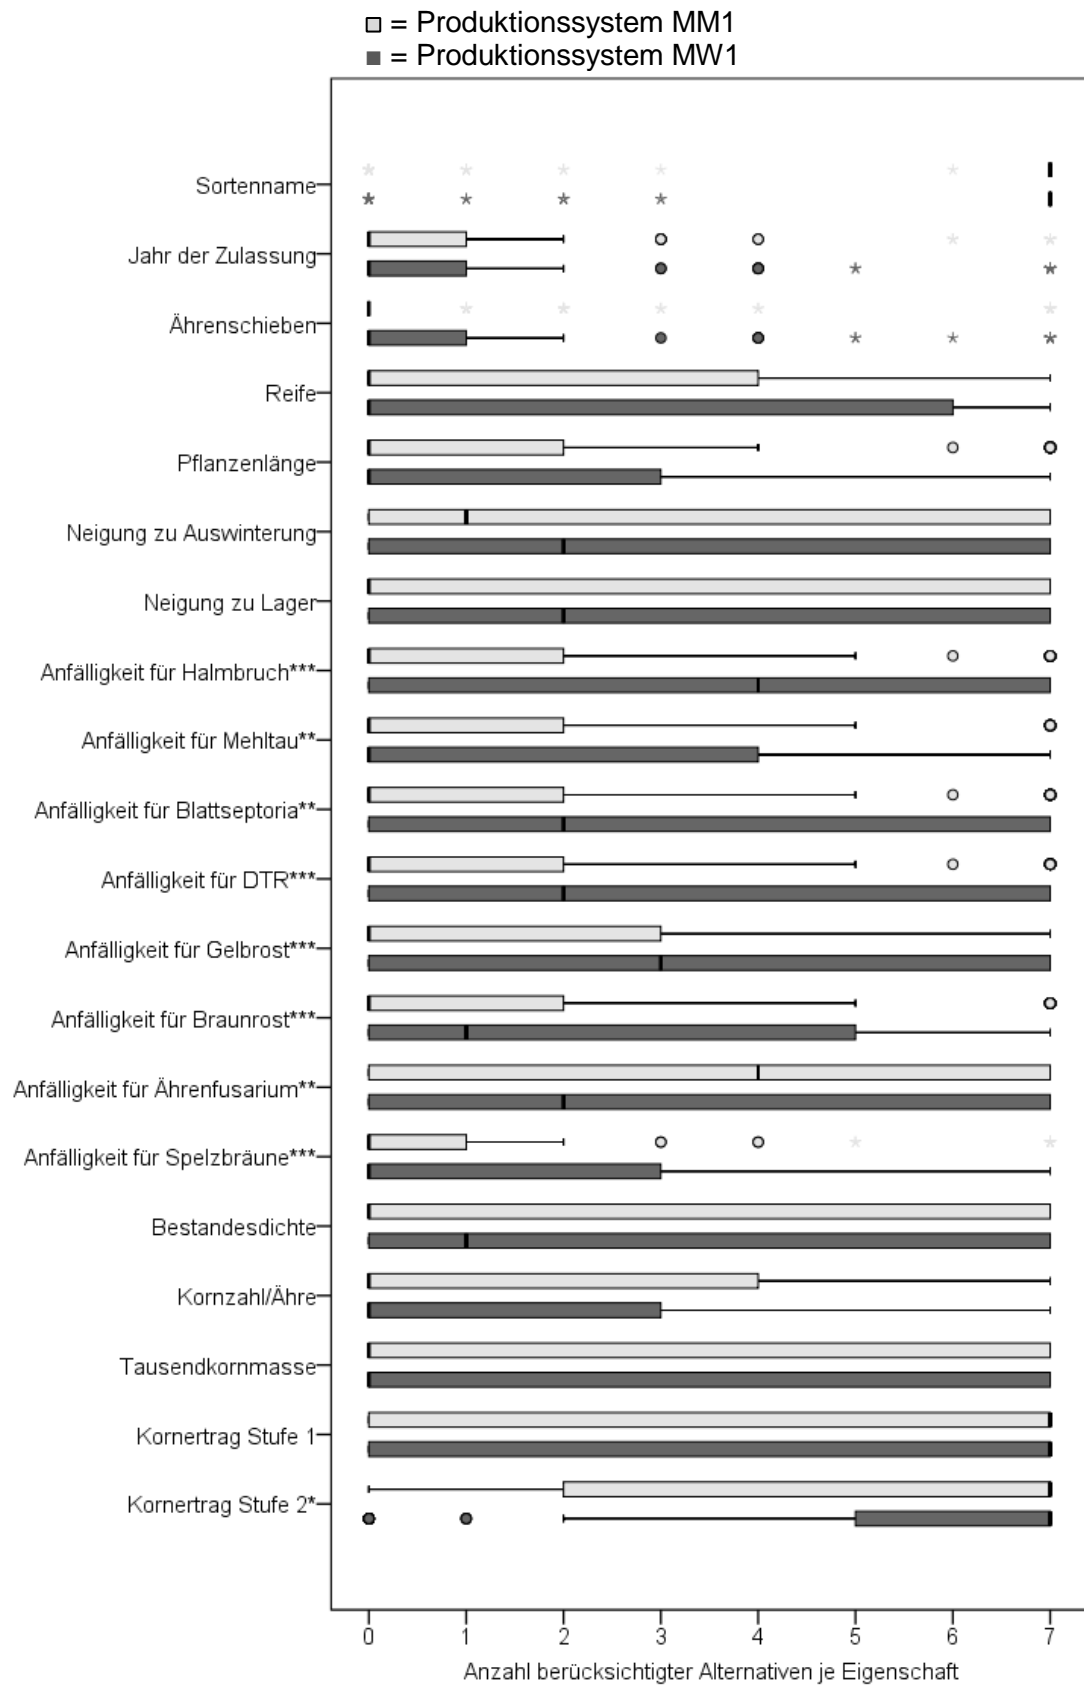 = Produktionssystem MM1
= Produktionssystem MW1
Sortenname
Jahr der Zulassung
Ährenschieben
Reife
Pflanzenlänge
Neigung zu Auswinterung
Neigung zu Lager
Anfälligkeit für Halmbruch***
Anfälligkeit für Mehltau**
Anfälligkeit für Blattseptoria**
Anfälligkeit für DTR***
Anfälligkeit für Gelbrost***
Anfälligkeit für Braunrost***
Anfälligkeit für Ährenfusarium**
Anfälligkeit für Spelzbräune***
Bestandesdichte
Kornzahl/Ähre
Tausendkornmasse
Kornertrag Stufe 1
Kornertrag Stufe 2*
0 1 2 3 4 5 6 7
Anzahl berücksichtigter Alternativen je Eigenschaft